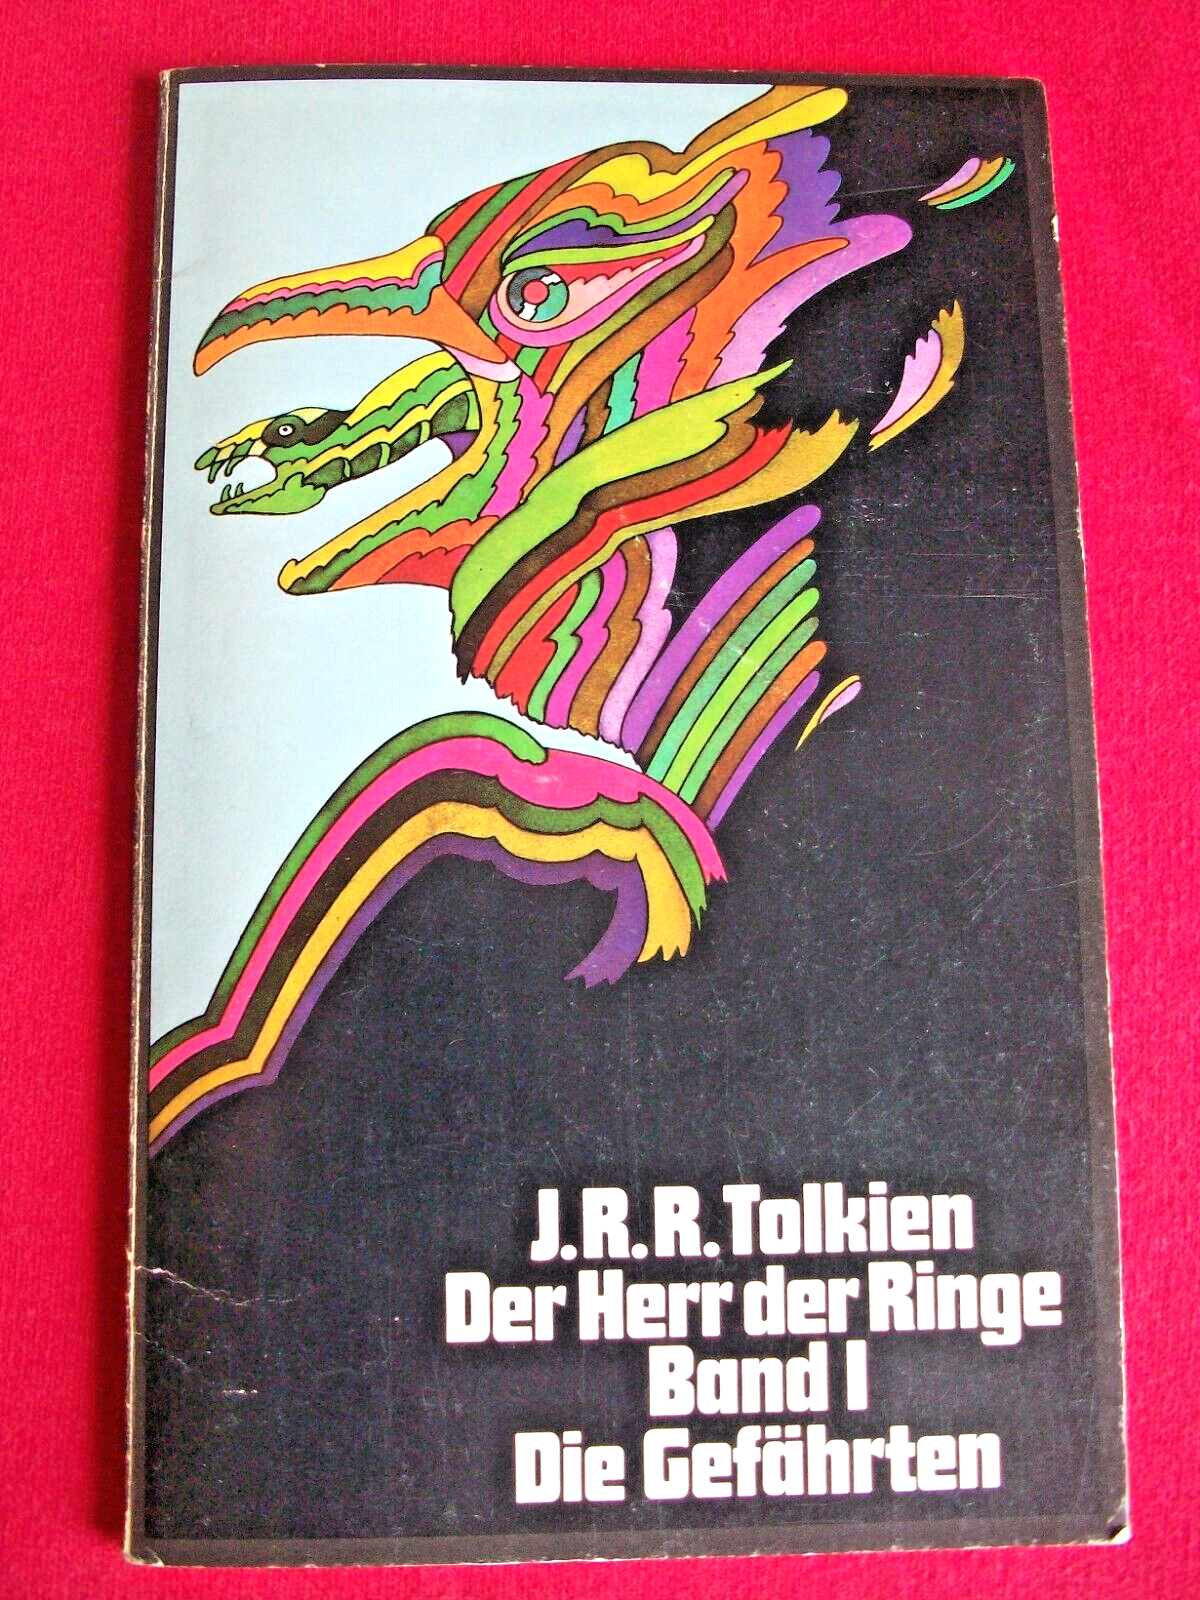 J.R.R.Tolkien
Der Herr der Ringe
Band I
Die Gefährten